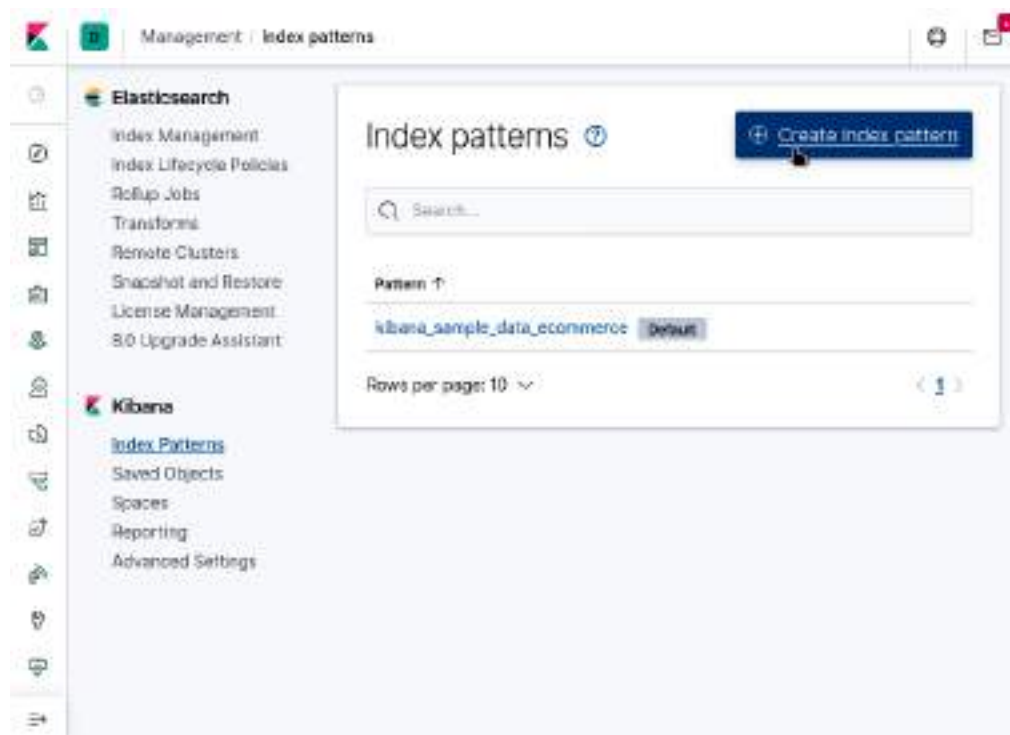 D
Management / Index patterns
Elasticsearch
Index Management
Index Lifecycle Policies
Rollup Jobs
Transforms
Remote Clusters
Snapshot and Restore
License Management
8.0 Upgrade Assistant
Kibana
Index Patterns
Saved Objects
Spaces
Reporting
Advanced Settings
Index patterns
Create index pattern
Search...
Pattern ↑
kibana_sample_data_ecommerce Default
Rows per page: 10
< 1 >